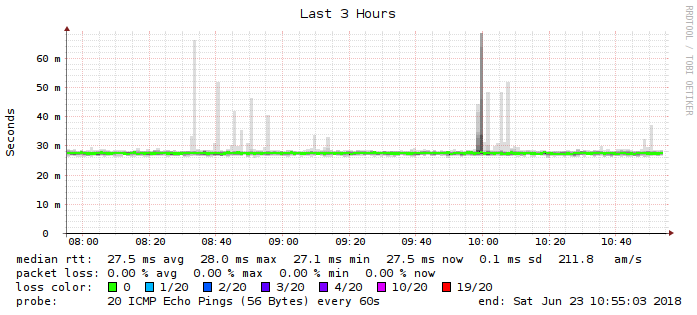 Last 3 Hours
RRDTOOL / TOBI OETIKER
Seconds
60 m
50 m
40 m
30 m
20 m
10 m
0
08:00 08:20 08:40 09:00 09:20 09:40 10:00 10:20 10:40
median rtt: 27.5 ms avg 28.0 ms max 27.1 ms min 27.5 ms now 0.1 ms sd 211.8 am/s
packet loss: 0.00 % avg 0.00 % max 0.00 % min 0.00 % now
loss color: 0 1/20 2/20 3/20 4/20 10/20 19/20
probe: 20 ICMP Echo Pings (56 Bytes) every 60s end: Sat Jun 23 10:55:03 2018